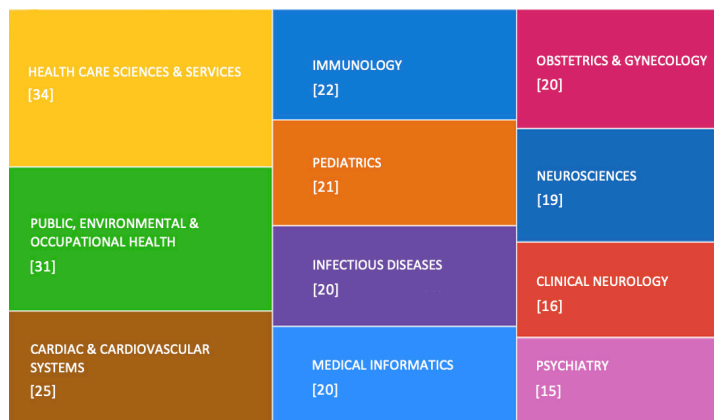 HEALTH CARE SCIENCES & SERVICES
[34]
PUBLIC, ENVIRONMENTAL &
OCCUPATIONAL HEALTH
[31]
CARDIAC & CARDIOVASCULAR
SYSTEMS
[25]
IMMUNOLOGY
[22]
PEDIATRICS
[21]
INFECTIOUS DISEASES
[20]
MEDICAL INFORMATICS
[20]
OBSTETRICS & GYNECOLOGY
[20]
NEUROSCIENCES
[19]
CLINICAL NEUROLOGY
[16]
PSYCHIATRY
[15]